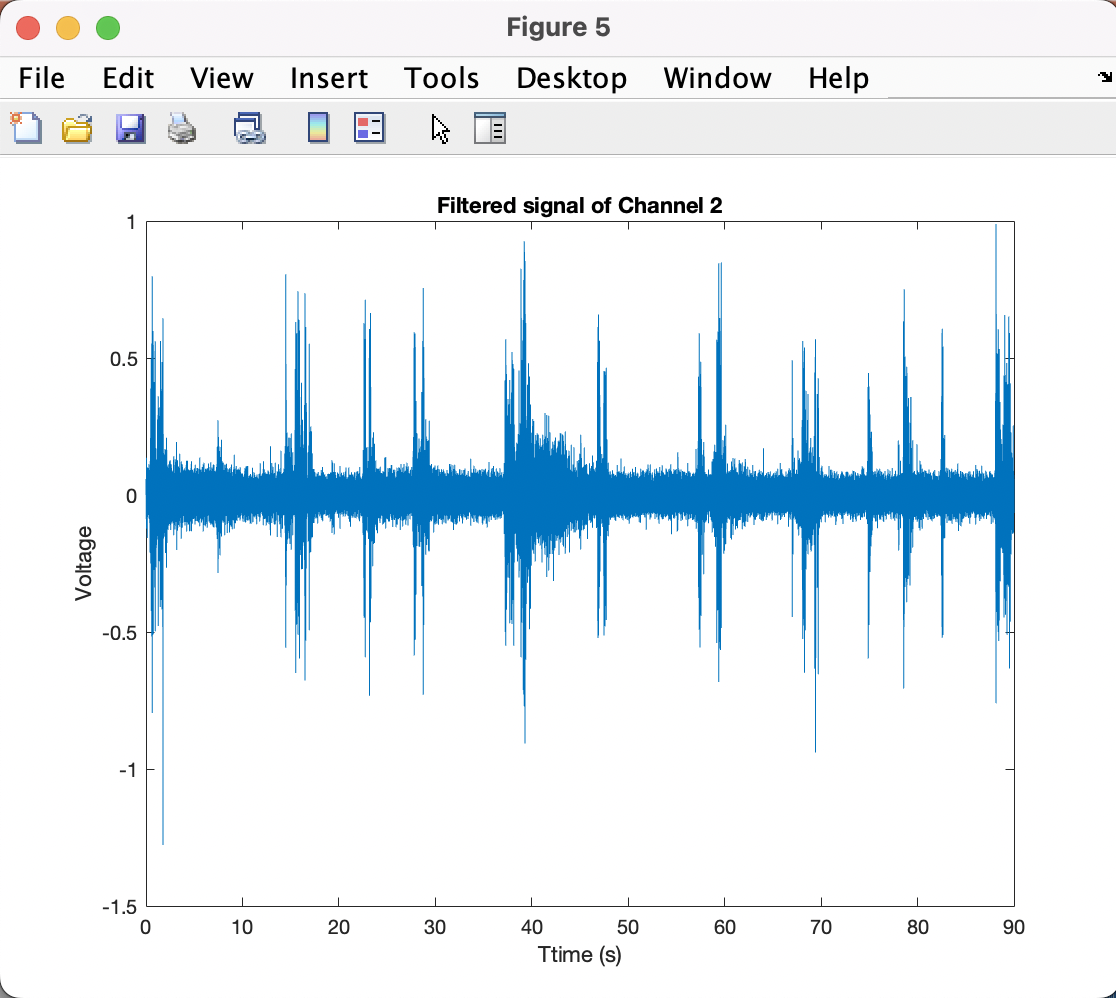 Figure 5
File Edit View Insert Tools Desktop Window Help
Filtered signal of Channel 2
1
0.5
0
-0.5
-1
-1.5
Voltage
0 10 20 30 40 50 60 70 80 90
Ttime (s)